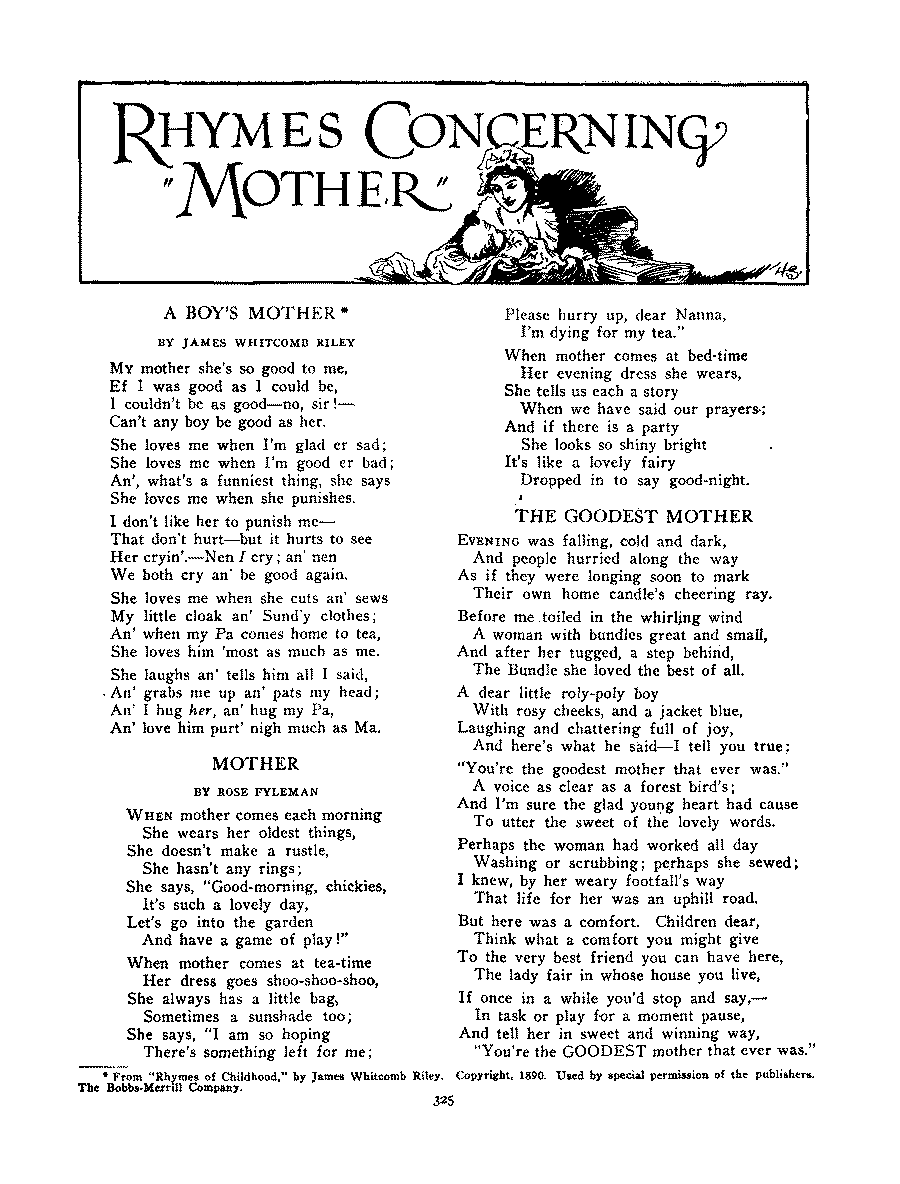 RHYMES CONCERNING
"MOTHER"
HB
A BOY'S MOTHER *
BY JAMES WHITCOMB RILEY
My mother she's so good to me,
Ef I was good as I could be,
I couldn't be as good—no, sir!—
Can't any boy be good as her.
She loves me when I'm glad er sad;
She loves me when I'm good er bad;
An', what's a funniest thing, she says
She loves me when she punishes.
I don't like her to punish me—
That don't hurt—but it hurts to see
Her cryin'.—Nen I cry; an' nen
We both cry an' be good again.
She loves me when she cuts an' sews
My little cloak an' Sund'y clothes;
An' when my Pa comes home to tea,
She loves him 'most as much as me.
She laughs an' tells him all I said,
An' grabs me up an' pats my head;
An' I hug her, an' hug my Pa,
An' love him purt' nigh much as Ma.
MOTHER
BY ROSE FYLEMAN
WHEN mother comes each morning
She wears her oldest things,
She doesn't make a rustle,
She hasn't any rings;
She says, "Good-morning, chickies,
It's such a lovely day,
Let's go into the garden
And have a game of play!"
When mother comes at tea-time
Her dress goes shoo-shoo-shoo,
She always has a little bag,
Sometimes a sunshade too;
She says, "I am so hoping
There's something left for me;
Please hurry up, dear Nanna,
I'm dying for my tea."
When mother comes at bed-time
Her evening dress she wears,
She tells us each a story
When we have said our prayers;
And if there is a party
She looks so shiny bright
It's like a lovely fairy
Dropped in to say good-night.
THE GOODEST MOTHER
EVENING was falling, cold and dark,
And people hurried along the way
As if they were longing soon to mark
Their own home candle's cheering ray.
Before me toiled in the whirling wind
A woman with bundles great and small,
And after her tugged, a step behind,
The Bundle she loved the best of all.
A dear little roly-poly boy
With rosy cheeks, and a jacket blue,
Laughing and chattering full of joy,
And here's what he said—I tell you true;
"You're the goodest mother that ever was."
A voice as clear as a forest bird's;
And I'm sure the glad young heart had cause
To utter the sweet of the lovely words.
Perhaps the woman had worked all day
Washing or scrubbing; perhaps she sewed;
I knew, by her weary footfall's way
That life for her was an uphill road.
But here was a comfort. Children dear,
Think what a comfort you might give
To the very best friend you can have here,
The lady fair in whose house you live,
If once in a while you'd stop and say,—
In task or play for a moment pause,
And tell her in sweet and winning way,
"You're the GOODEST mother that ever was."
* From "Rhymes of Childhood," by James Whitcomb Riley. Copyright, 1890. Used by special permission of the publishers.
The Bobbs-Merrill Company.
325